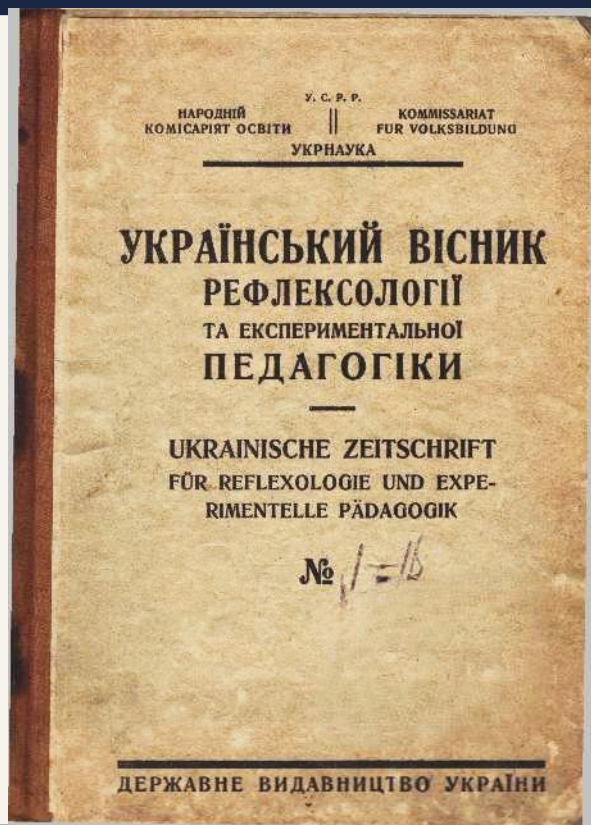 У. С. Р. Р.
НАРОДНІЙ КОМІСАРІЯТ ОСВІТИ || KOMMISSARIAT FUR VOLKSBILDUNG
УКРНАУКА
УКРАЇНСЬКИЙ ВІСНИК
РЕФЛЕКСОЛОГІЇ
ТА ЕКСПЕРИМЕНТАЛЬНОЇ
ПЕДАГОГІКИ
UKRAINISCHE ZEITSCHRIFT
FÜR REFLEXOLOGIE UND EXPE-
RIMENTELLE PÄDAGOGIK
№
ДЕРЖАВНЕ ВИДАВНИЦТВО УКРАЇНИ